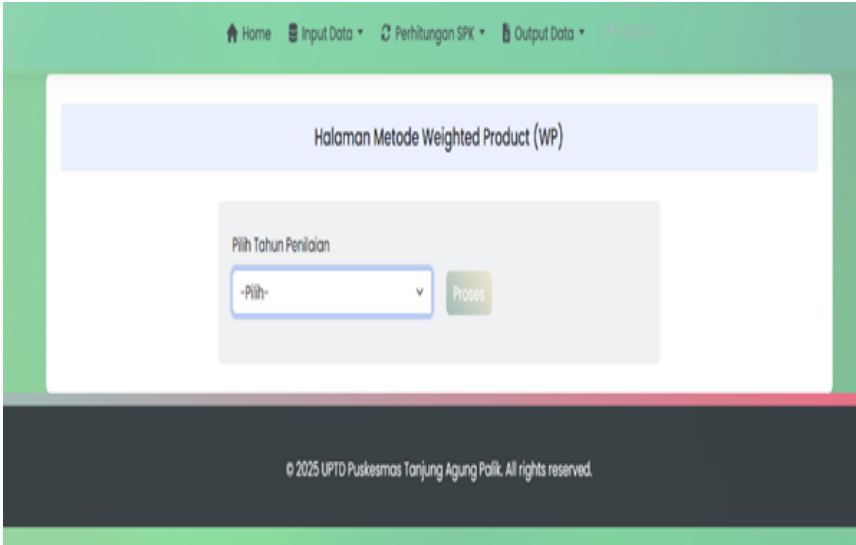 Home Input Data Perhitungan SPK Output Data
Halaman Metode Weighted Product (WP)
Pilih Tahun Penilaian
-Pilih-
Proses
© 2025 UPTD Puskesmas Tanjung Agung Palik. All rights reserved.